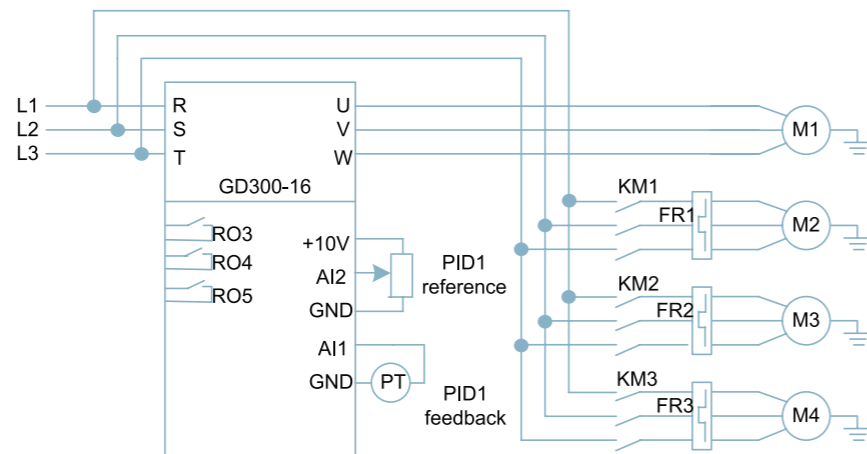 L1
L2
L3
R
S
T
U
V
W
M1
GD300-16
KM1
FR1
M2
RO3
RO4
RO5
+10V
AI2
GND
PID1
reference
KM2
FR2
M3
AI1
GND
PT
PID1
feedback
KM3
FR3
M4